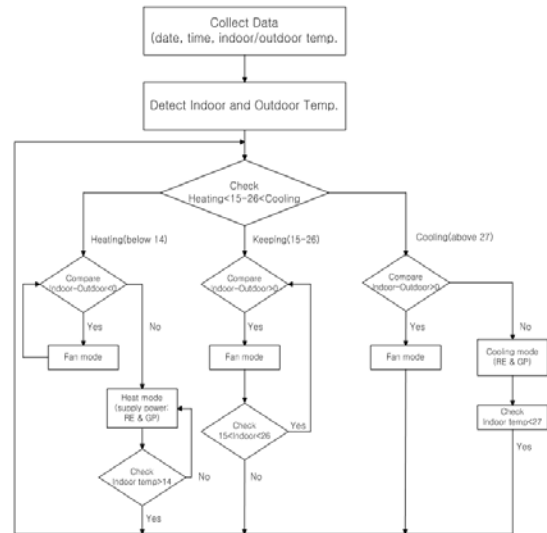 Collect Data
(date, time, indoor/outdoor temp.
Detect Indoor and Outdoor Temp.
Check
Heating<15-26<Cooling
Heating(below 14)
Keeping(15-26)
Cooling(above 27)
Compare
Indoor-Outdoor<0
Compare
Indoor-Outdoor>0
Compare
Indoor-Outdoor>0
Yes
No
Yes
Yes
No
Fan mode
Fan mode
Fan mode
Cooling mode
(RE & GP)
Heat mode
(supply power:
RE & GP)
Check
15<Indoor<26
Yes
Check
Indoor temp<27
Check
Indoor temp>14
No
No
Yes
Yes